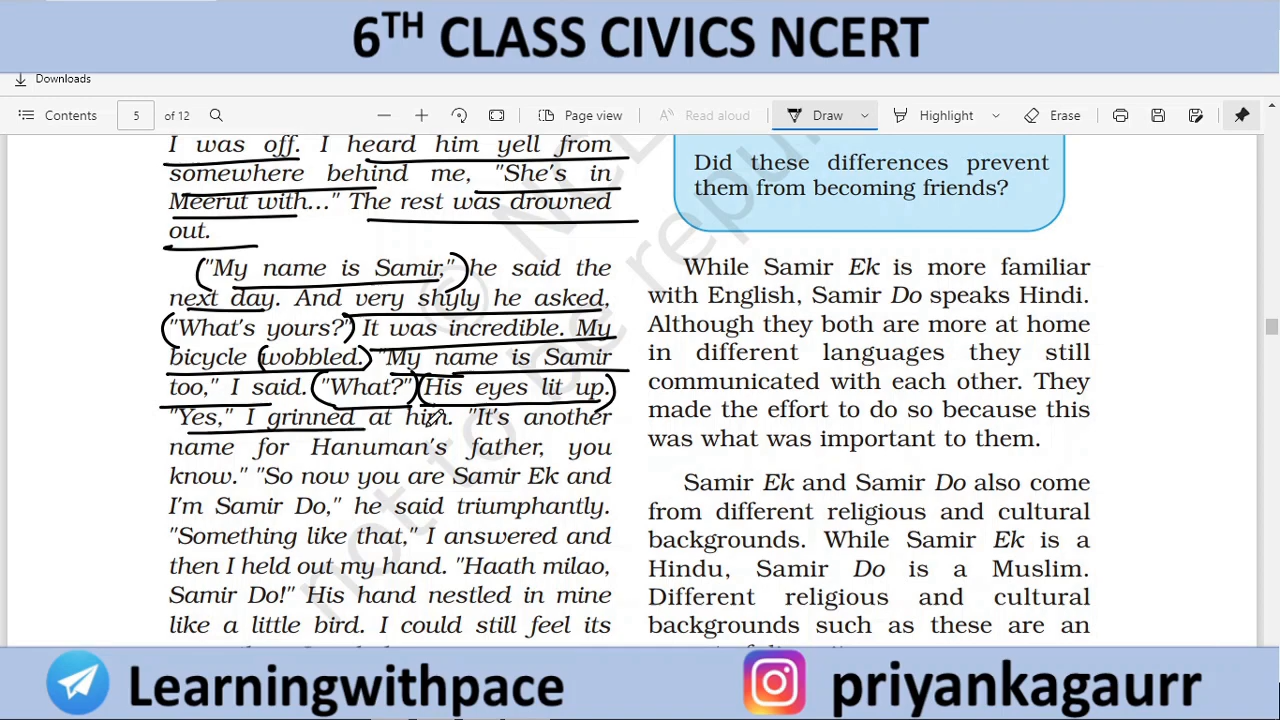 6TH CLASS CIVICS NCERT
Downloads
Contents
5
of 12
Page view
Read aloud
Draw
Highlight
Erase
I was off. I heard him yell from
somewhere behind me, "She's in
Meerut with..." The rest was drowned
out.
"My name is Samir," he said the
next day. And very shyly he asked,
"What's yours?" It was incredible. My
bicycle wobbled. "My name is Samir
too," I said. "What?" His eyes lit up.
"Yes," I grinned at him. "It's another
name for Hanuman's father, you
know." "So now you are Samir Ek and
I'm Samir Do," he said triumphantly.
"Something like that," I answered and
then I held out my hand. "Haath milao,
Samir Do!" His hand nestled in mine
like a little bird. I could still feel its
Did these differences prevent
them from becoming friends?
While Samir Ek is more familiar
with English, Samir Do speaks Hindi.
Although they both are more at home
in different languages they still
communicated with each other. They
made the effort to do so because this
was what was important to them.
Samir Ek and Samir Do also come
from different religious and cultural
backgrounds. While Samir Ek is a
Hindu, Samir Do is a Muslim.
Different religious and cultural
backgrounds such as these are an
Learningwithpace
priyankagaurr